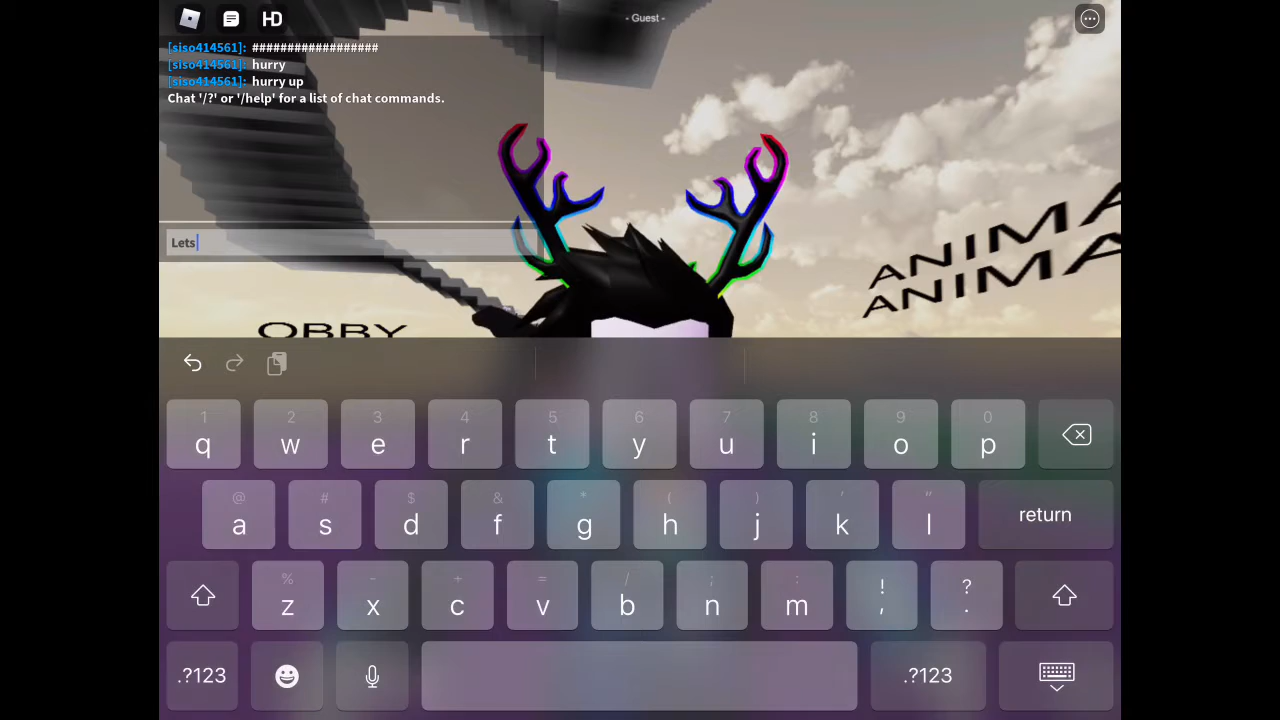 HD
- Guest -
[siso414561]: ##################
[siso414561]: hurry
[siso414561]: hurry up
Chat '/?' or '/help' for a list of chat commands.
Lets
ANIMA
ANIMA
OBBY
1 2 3 4 5 6 7 8 9 0
q w e r t y u i o p
@ # $ & * ( ) ' "
a s d f g h j k l return
% - + = / ; : ! ?
z x c v b n m , .
.?123 .?123